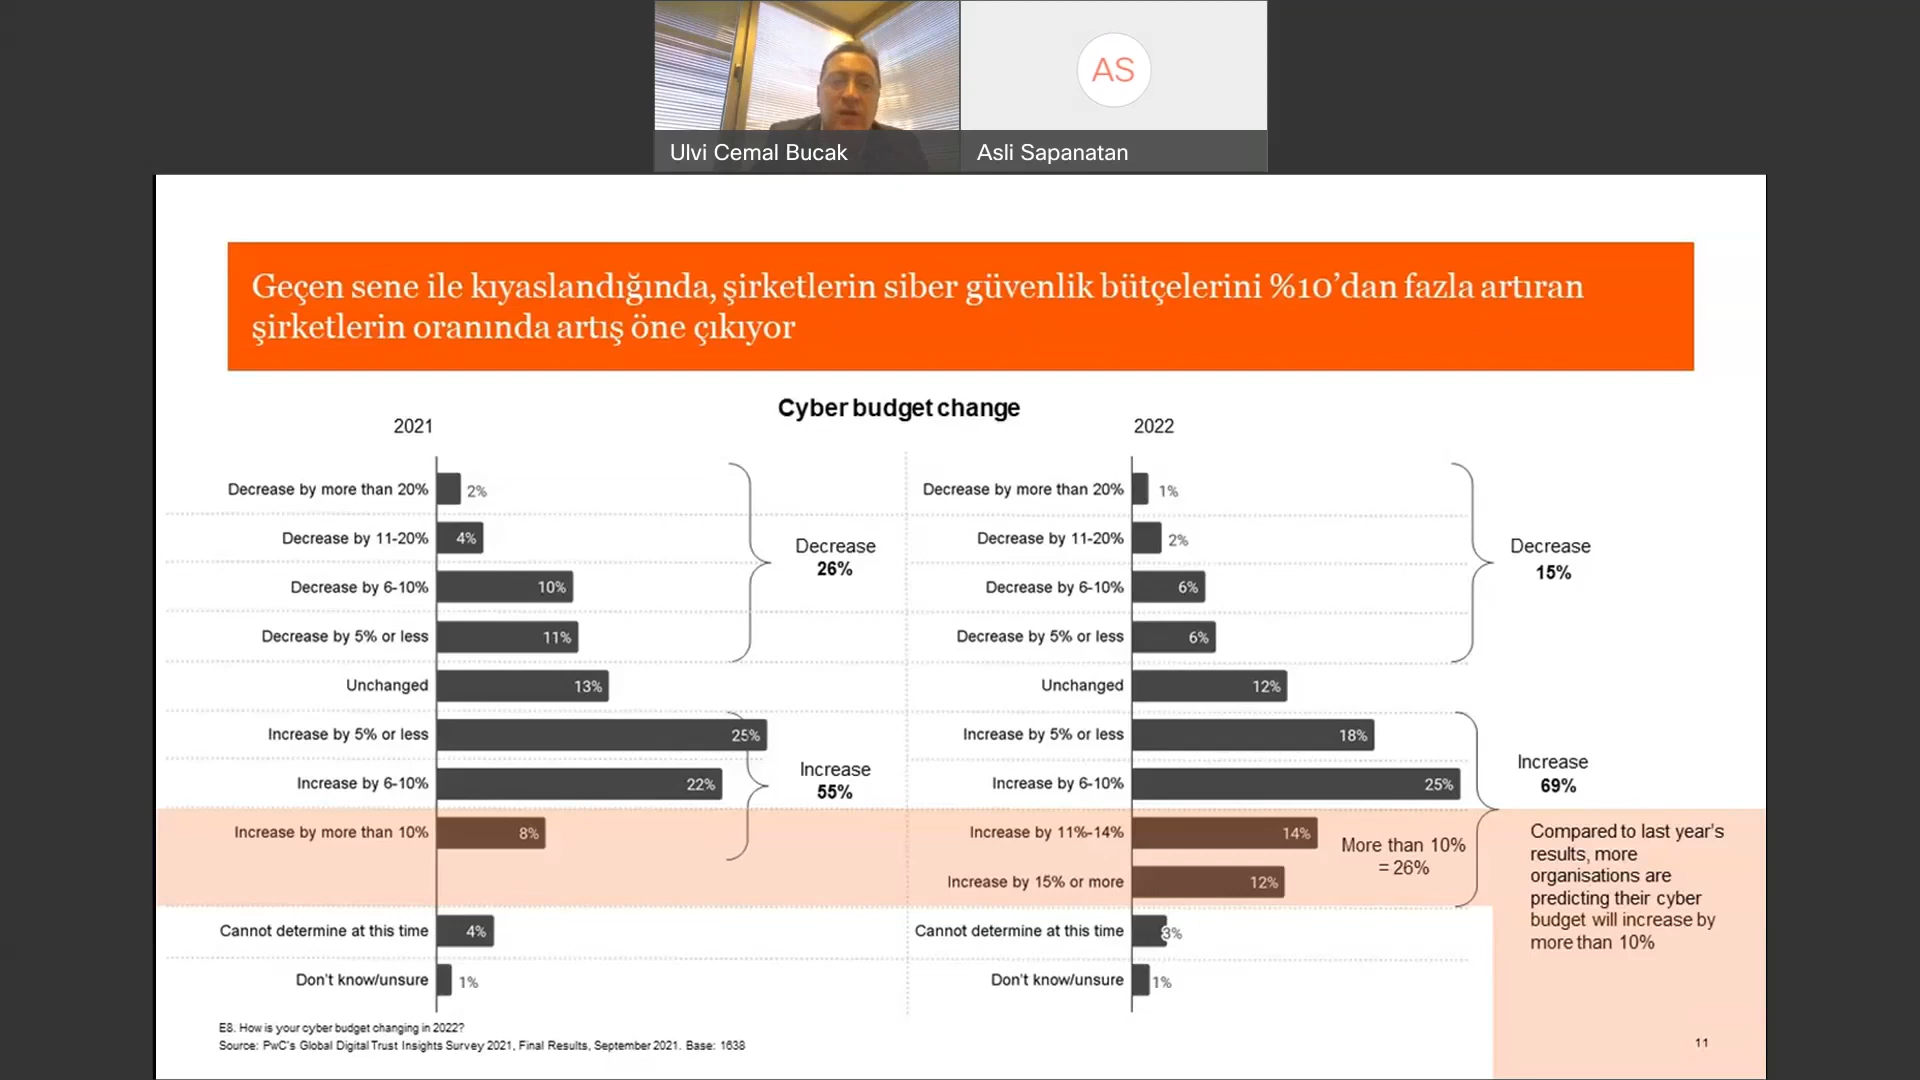 Ulvi Cemal Bucak
AS
Asli Sapanatan
Geçen sene ile kıyaslandığında, şirketlerin siber güvenlik bütçelerini %10’dan fazla artıran
şirketlerin oranında artış öne çıkıyor
Cyber budget change
2021
Decrease by more than 20%
2%
Decrease by 11-20%
4%
Decrease by 6-10%
10%
Decrease by 5% or less
11%
Decrease
26%
Unchanged
13%
Increase by 5% or less
25%
Increase by 6-10%
22%
Increase by more than 10%
8%
Increase
55%
Cannot determine at this time
4%
Don't know/unsure
1%
2022
Decrease by more than 20%
1%
Decrease by 11-20%
2%
Decrease by 6-10%
6%
Decrease by 5% or less
6%
Decrease
15%
Unchanged
12%
Increase by 5% or less
18%
Increase by 6-10%
25%
Increase by 11%-14%
14%
Increase by 15% or more
12%
More than 10%
= 26%
Increase
69%
Cannot determine at this time
3%
Don't know/unsure
1%
Compared to last year’s
results, more
organisations are
predicting their cyber
budget will increase by
more than 10%
E8. How is your cyber budget changing in 2022?
Source: PwC's Global Digital Trust Insights Survey 2021, Final Results, September 2021. Base: 1638
11